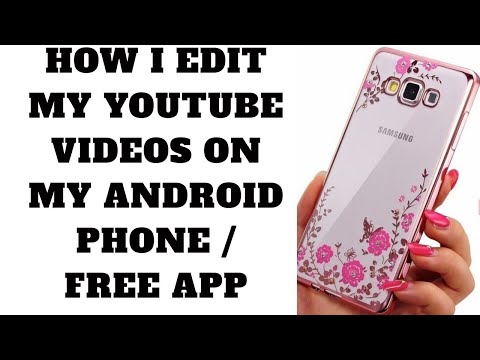 HOW I EDIT
MY YOUTUBE
VIDEOS ON
MY ANDROID
PHONE /
FREE APP
SAMSUNG